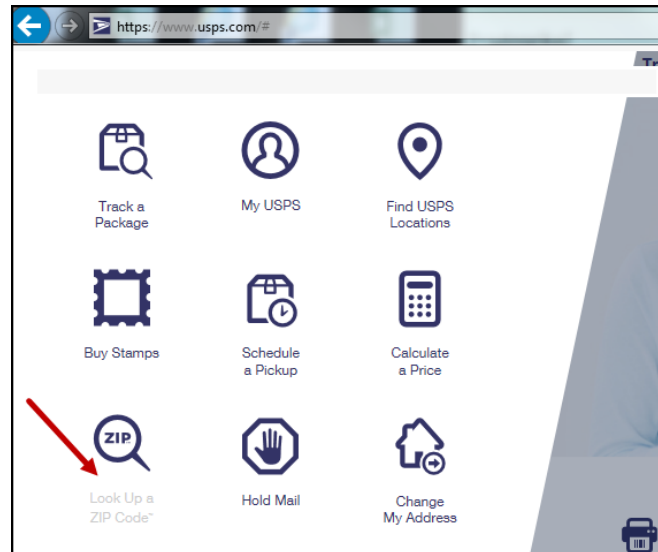 https://www.usps.com/#
Tr
Track a
Package
My USPS
Find USPS
Locations
Buy Stamps
Schedule
a Pickup
Calculate
a Price
ZIP
Look Up a
ZIP Code™
Hold Mail
Change
My Address